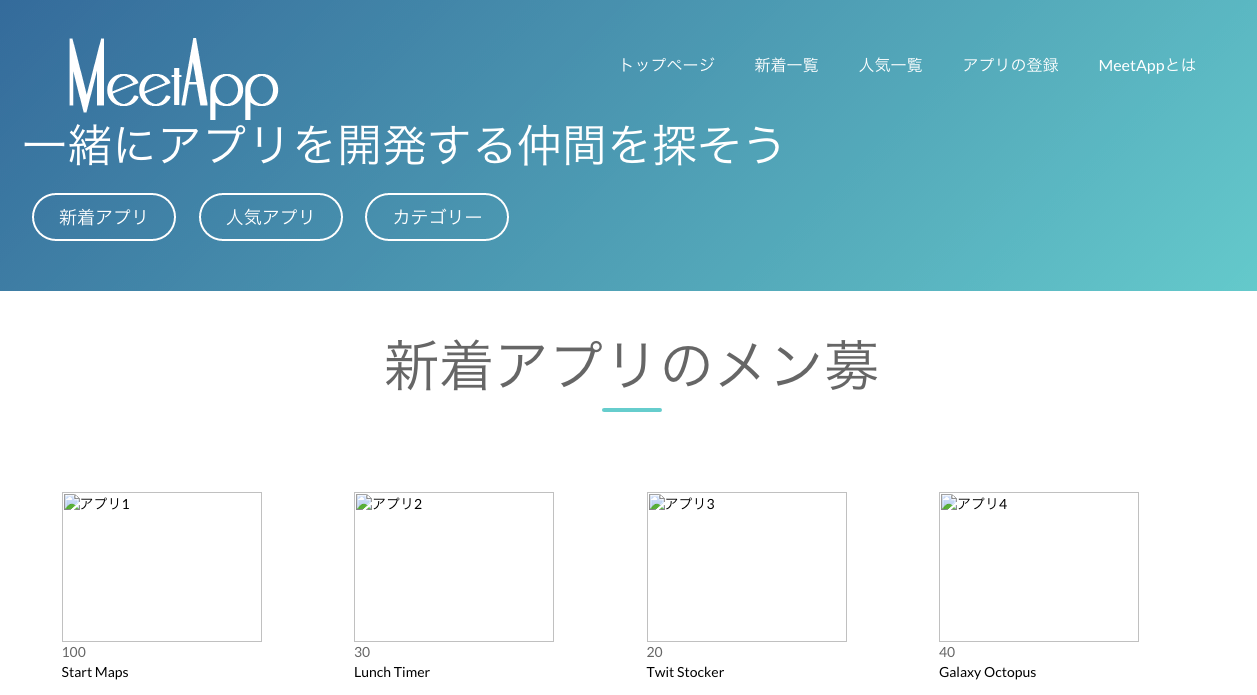 MeetApp
トップページ 新着一覧 人気一覧 アプリの登録 MeetAppとは
一緒にアプリを開発する仲間を探そう
新着アプリ 人気アプリ カテゴリー
新着アプリのメン募
アプリ1 アプリ2 アプリ3 アプリ4
100 30 20 40
Start Maps Lunch Timer Twit Stocker Galaxy Octopus